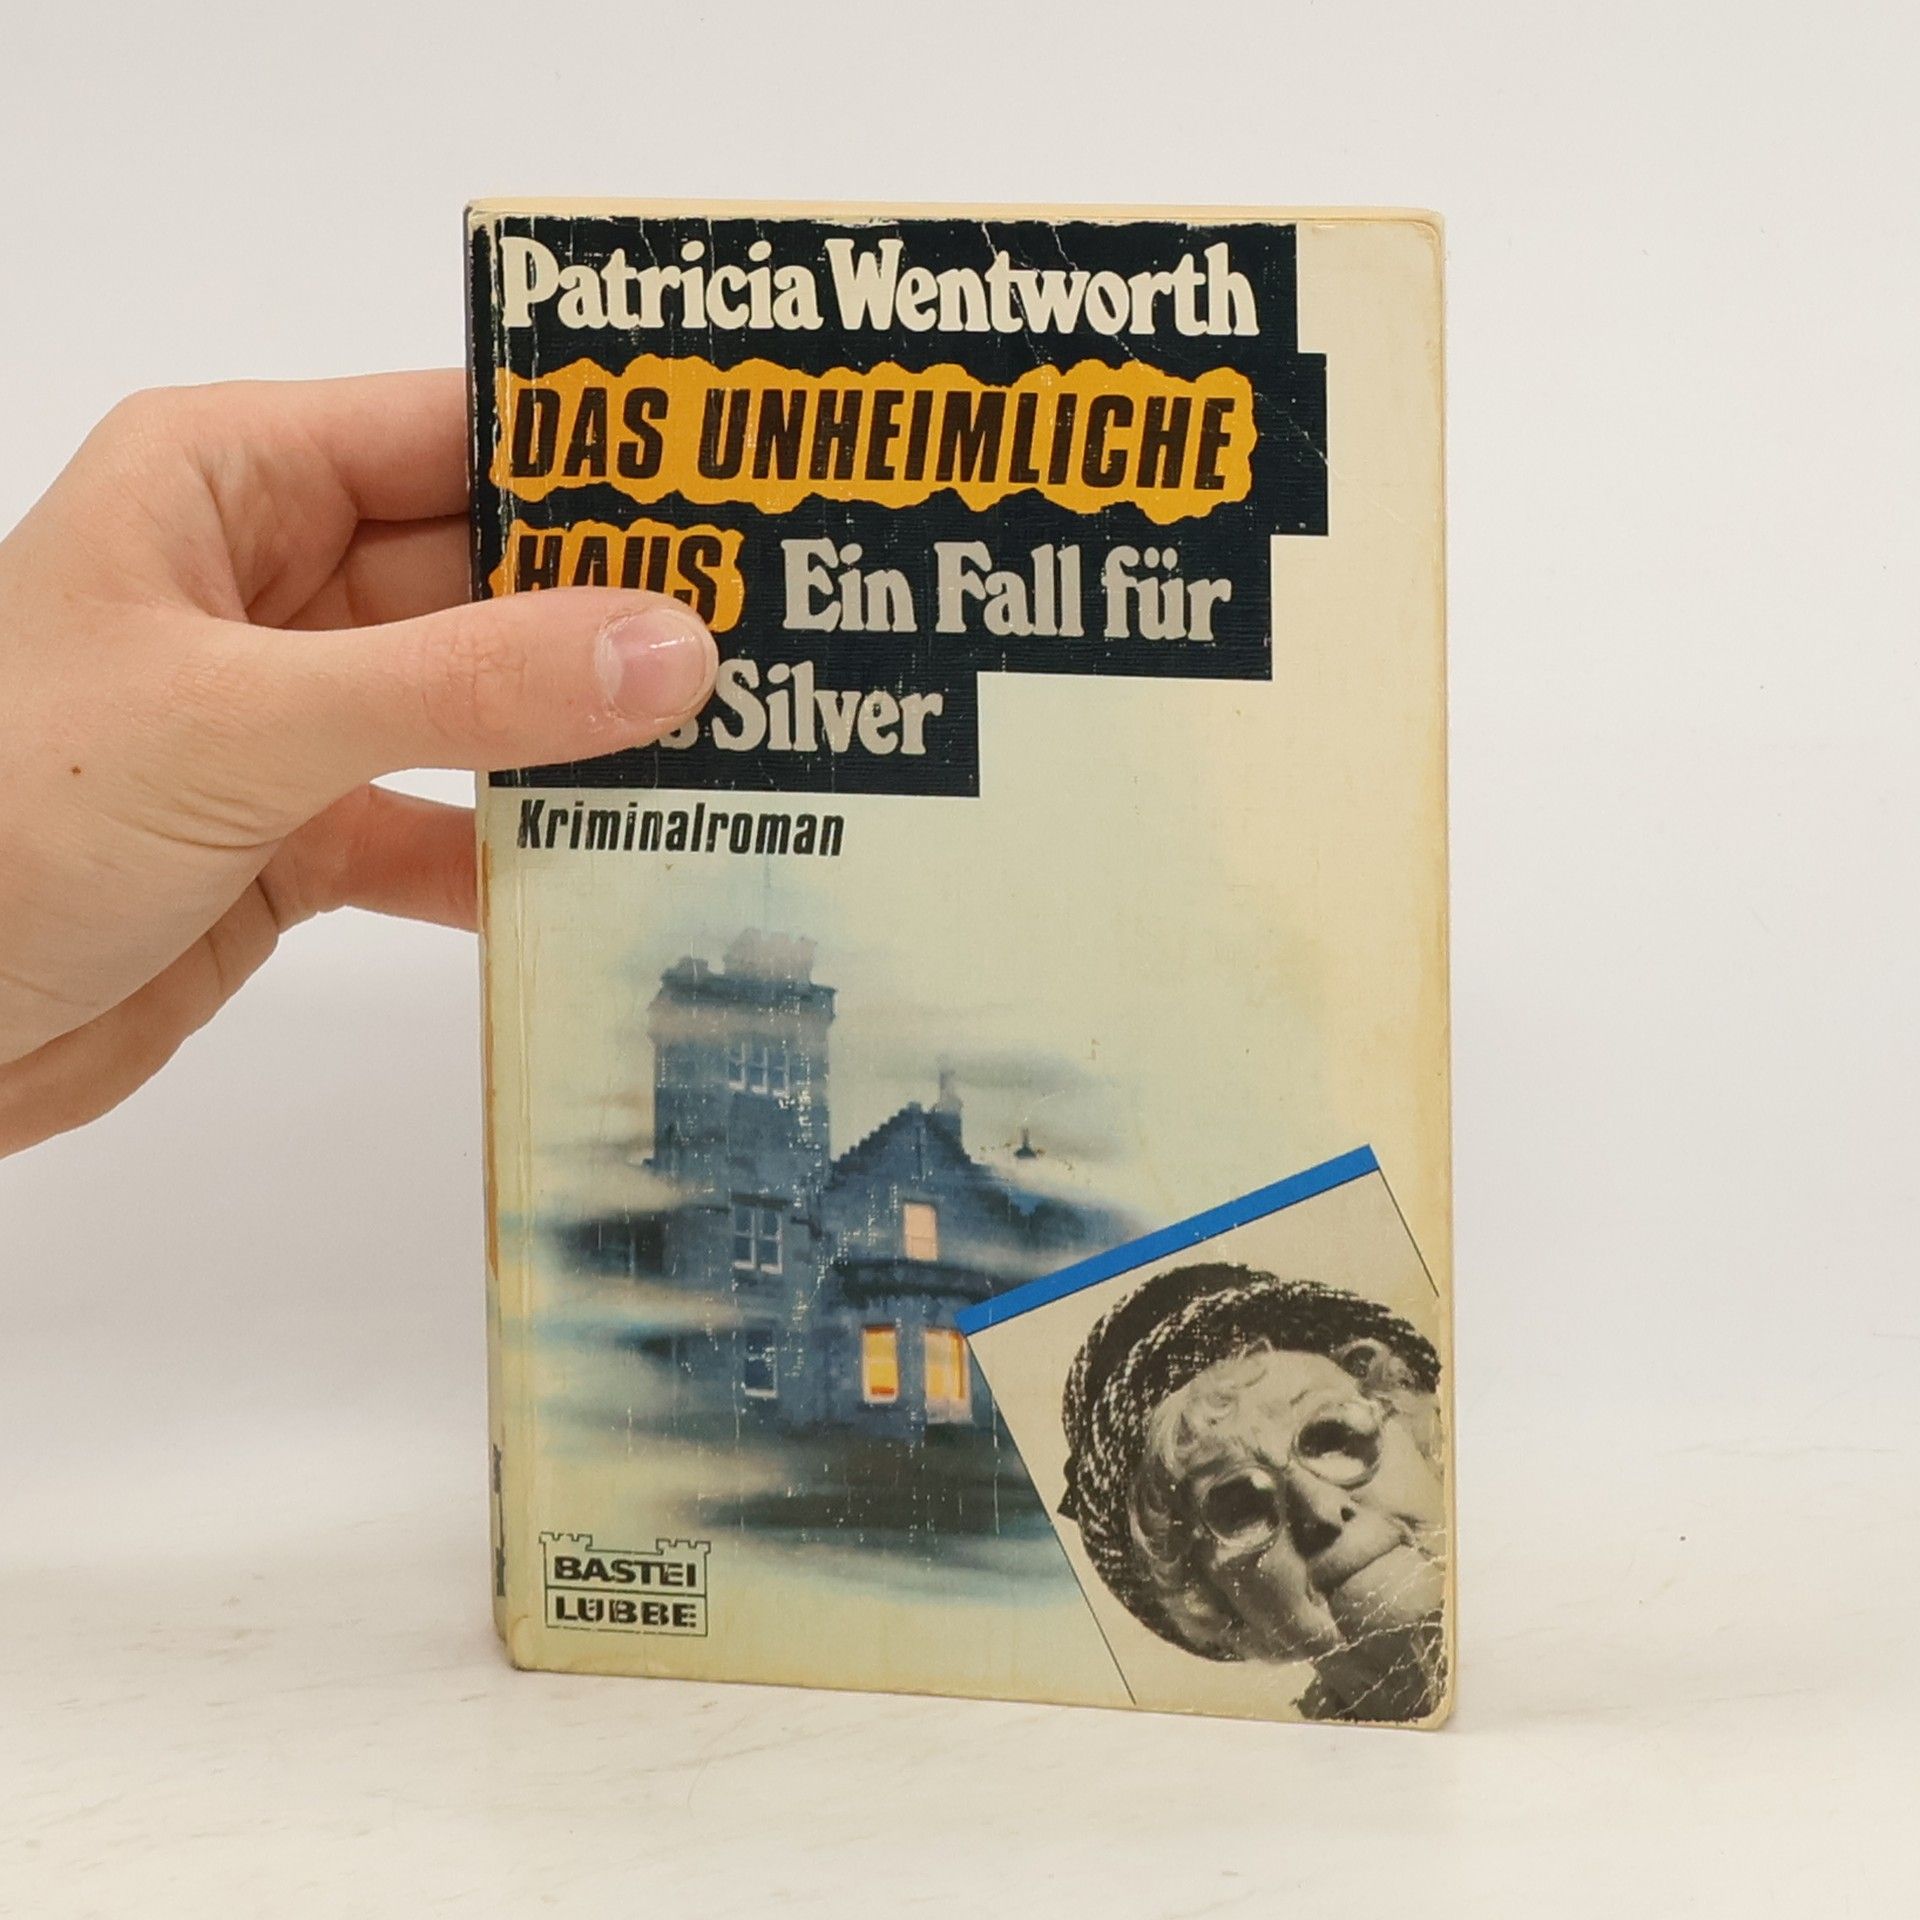 Patricia Wentworth
DAS UNHEIMLICHE
HAUS Ein Fall für
Silver
Kriminalroman
BASTEI
LÜBBE